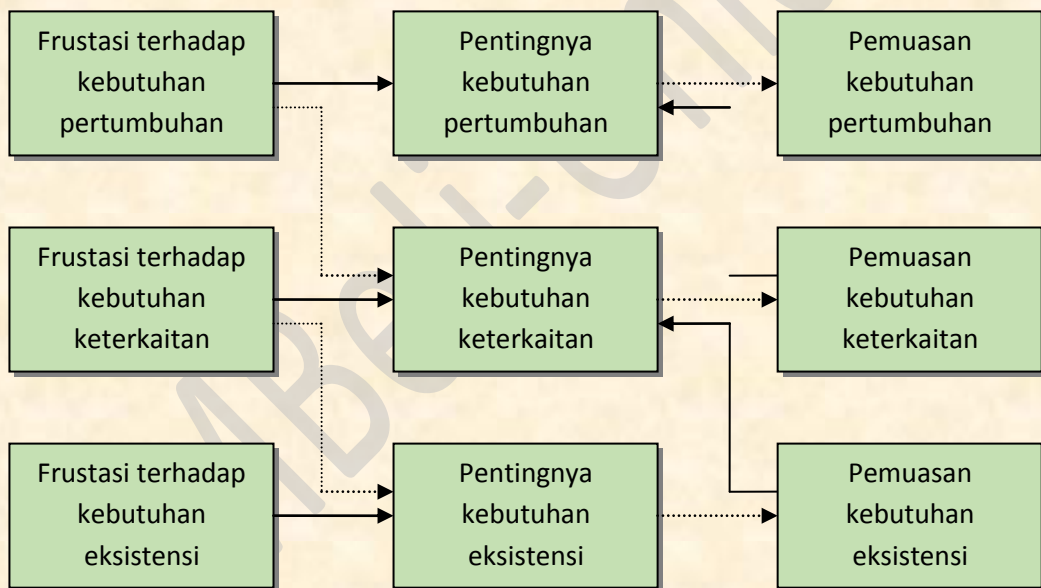 Frustasi terhadap
kebutuhan
pertumbuhan
Pentingnya
kebutuhan
pertumbuhan
Pemuasan
kebutuhan
pertumbuhan
Frustasi terhadap
kebutuhan
keterkaitan
Pentingnya
kebutuhan
keterkaitan
Pemuasan
kebutuhan
keterkaitan
Frustasi terhadap
kebutuhan
eksistensi
Pentingnya
kebutuhan
eksistensi
Pemuasan
kebutuhan
eksistensi